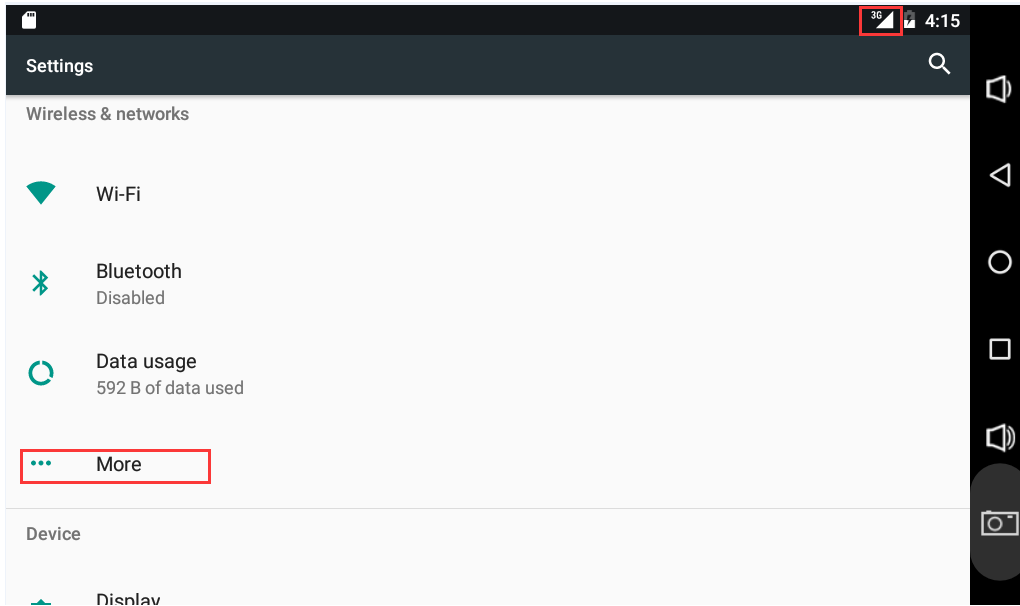 3G 4:15
Settings
Wireless & networks
Wi-Fi
Bluetooth
Disabled
Data usage
592 B of data used
More
Device
Display